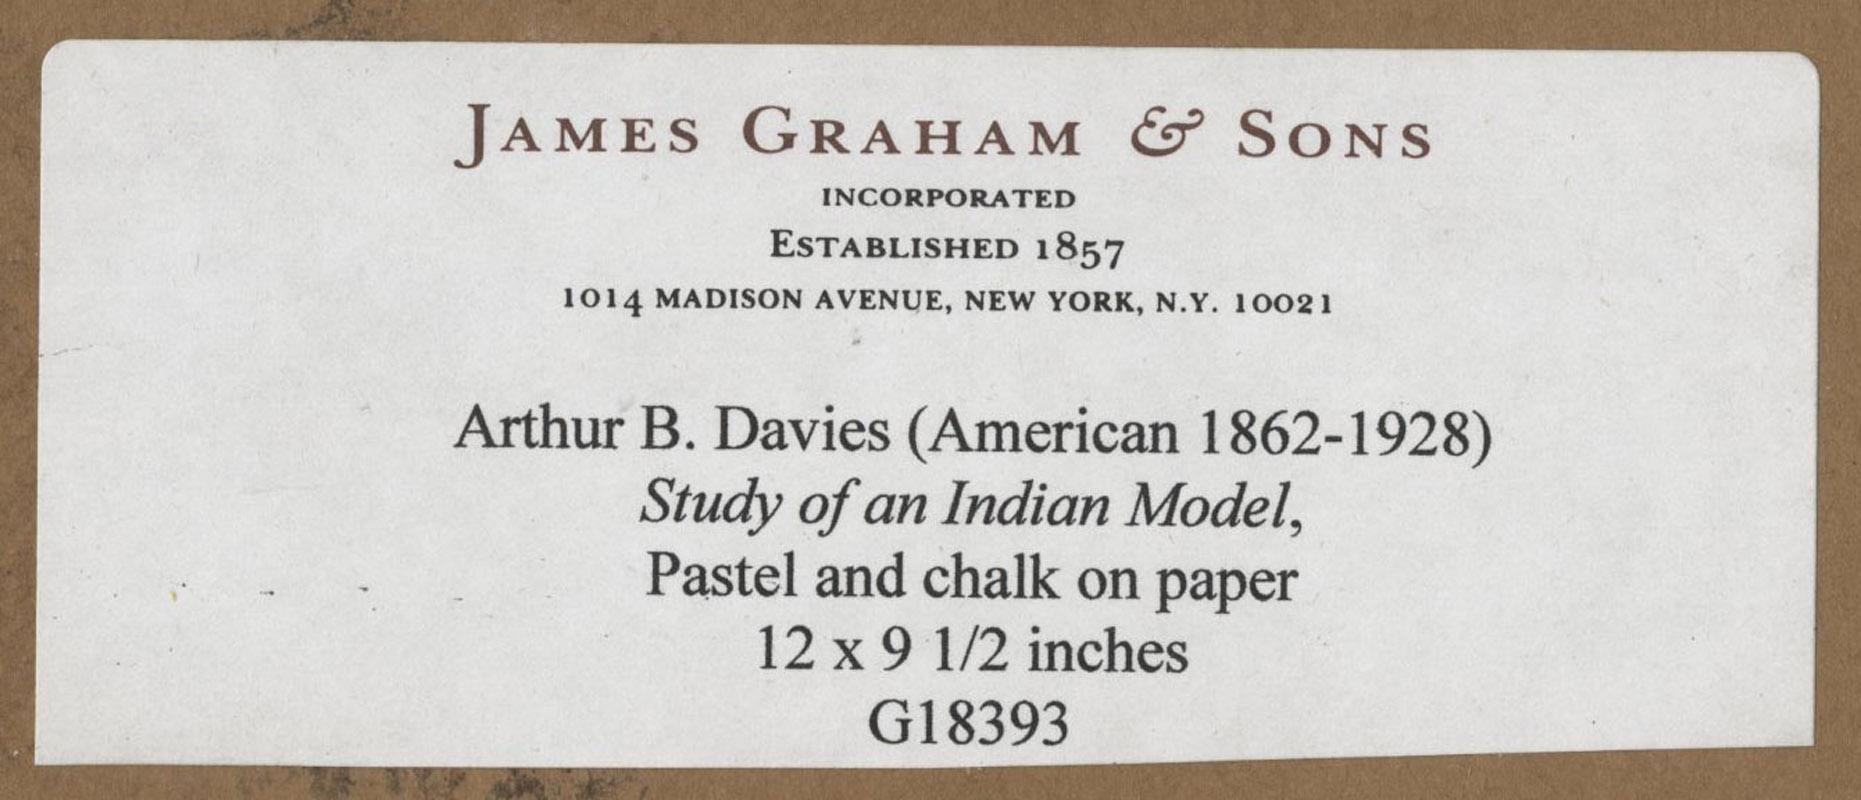 James Graham & Sons
INCORPORATED
Established 1857
1014 MADISON AVENUE, NEW YORK, N.Y. 10021
Arthur B. Davies (American 1862-1928)
Study of an Indian Model,
Pastel and chalk on paper
12 x 9 1/2 inches
G18393